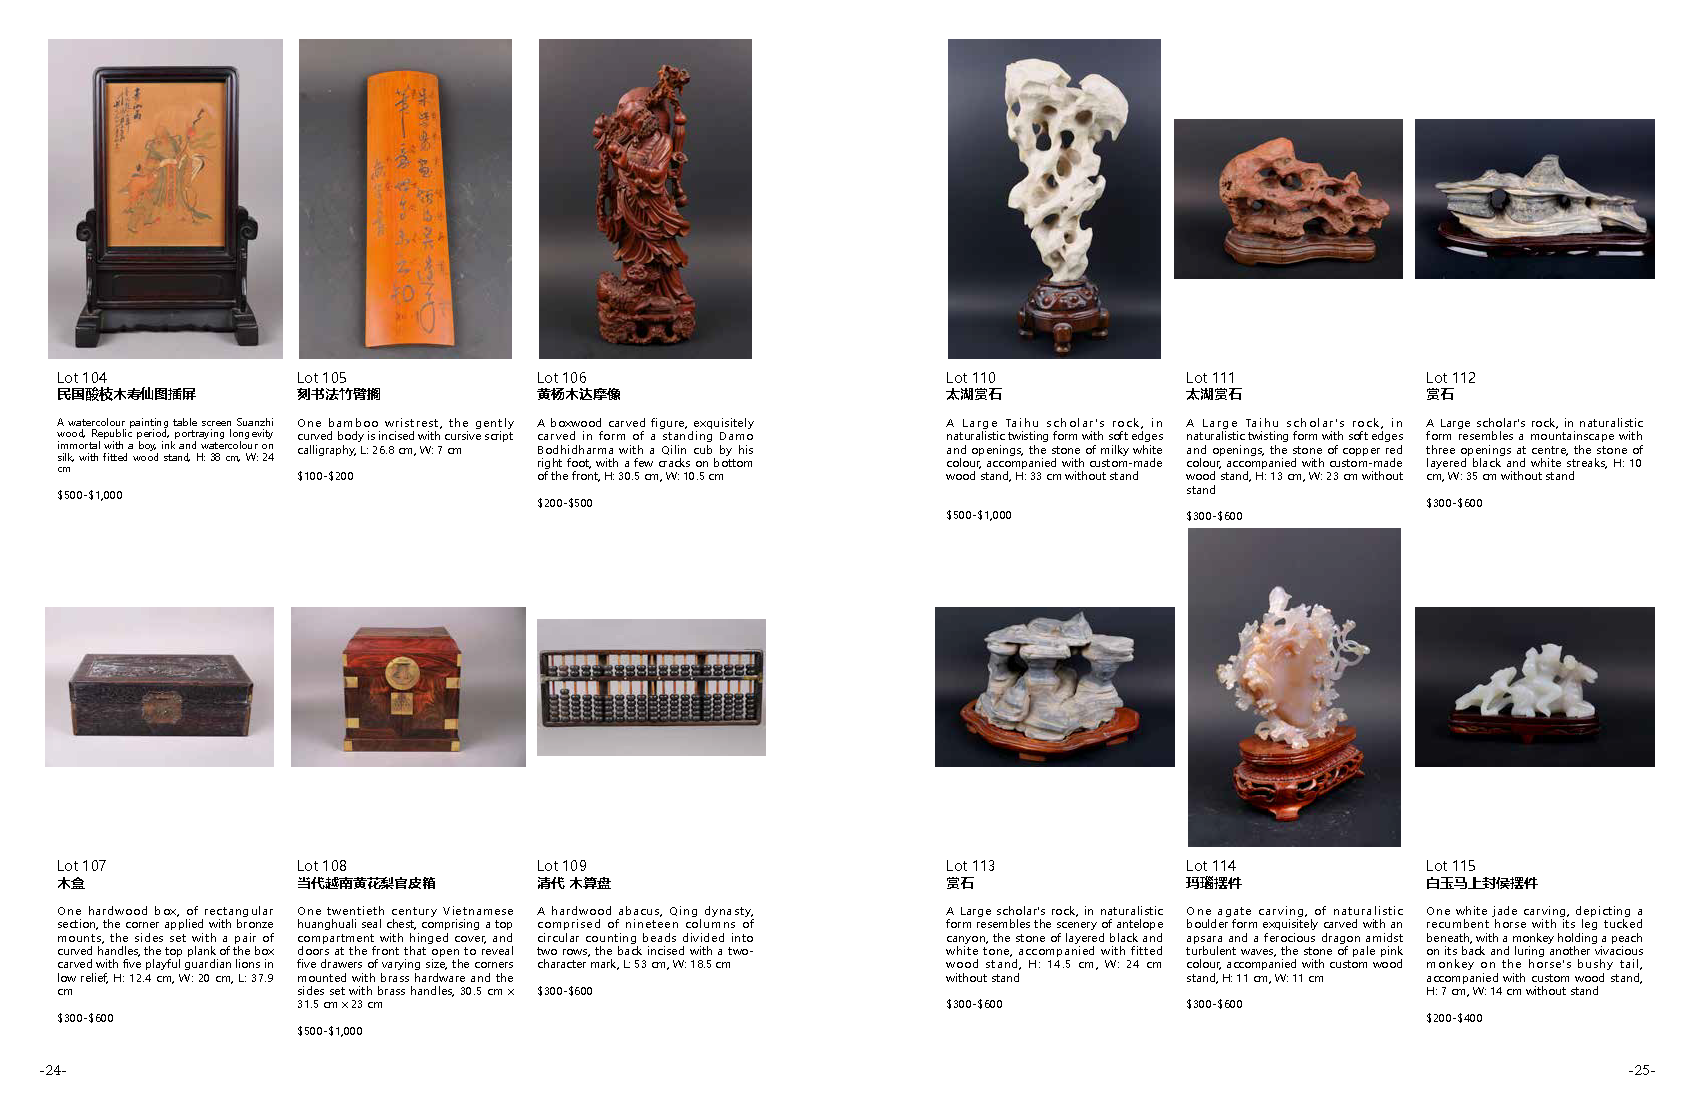 Lot 104
民国酸枝木寿仙图插屏
A watercolour painting table screen Suanzhi
wood, Republic period, portraying longevity
immortal with a boy, ink and watercolour on
silk, with fitted wood stand, H: 38 cm, W: 24
cm
$500-$1,000
Lot 105
刻书法竹臂搁
One bamboo wristrest, the gently
curved body is incised with cursive script
calligraphy, L: 26.8 cm, W: 7 cm
$100-$200
Lot 106
黄杨木达摩像
A boxwood carved figure, exquisitely
carved in form of a standing Damo
Bodhidharma with a Qilin cub by his
right foot, with a few cracks on bottom
of the front, H: 30.5 cm, W: 10.5 cm
$200-$500
Lot 107
木盒
One hardwood box, of rectangular
section, the corner applied with bronze
mounts, the sides set with a pair of
curved handles, the top plank of the box
carved with five playful guardian lions in
low relief, H: 12.4 cm, W: 20 cm, L: 37.9
cm
$300-$600
Lot 108
当代越南黄花梨官皮箱
One twentieth century Vietnamese
huanghuali seal chest, comprising a top
compartment with hinged cover, and
doors at the front that open to reveal
five drawers of varying size, the corners
mounted with brass hardware and the
sides set with brass handles, 30.5 cm ×
31.5 cm × 23 cm
$500-$1,000
Lot 109
清代 木算盘
A hardwood abacus, Qing dynasty,
comprised of nineteen columns of
circular counting beads divided into
two rows, the back incised with a two-
character mark, L: 53 cm, W: 18.5 cm
$300-$600
-24-
Lot 110
太湖赏石
A Large Taihu scholar's rock, in
naturalistic twisting form with soft edges
and openings, the stone of milky white
colour, accompanied with custom-made
wood stand, H: 33 cm without stand
$500-$1,000
Lot 111
太湖赏石
A Large Taihu scholar's rock, in
naturalistic twisting form with soft edges
and openings, the stone of copper red
colour, accompanied with custom-made
wood stand, H: 13 cm, W: 23 cm without
stand
$300-$600
Lot 112
赏石
A Large scholar's rock, in naturalistic
form resembles a mountainscape with
three openings at centre, the stone of
layered black and white streaks, H: 10
cm, W: 35 cm without stand
$300-$600
Lot 113
赏石
A Large scholar's rock, in naturalistic
form resembles the scenery of antelope
canyon, the stone of layered black and
white tone, accompanied with fitted
wood stand, H: 14.5 cm, W: 24 cm
without stand
$300-$600
Lot 114
玛瑙摆件
One agate carving, of naturalistic
boulder form exquisitely carved with an
apsara and a ferocious dragon amidst
turbulent waves, the stone of pale pink
colour, accompanied with custom wood
stand, H: 11 cm, W: 11 cm
$300-$600
Lot 115
白玉马上封侯摆件
One white jade carving, depicting a
recumbent horse with its leg tucked
beneath, with a monkey holding a peach
on its back and luring another vivacious
monkey on the horse's bushy tail,
accompanied with custom wood stand,
H: 7 cm, W: 14 cm without stand
$200-$400
-25-